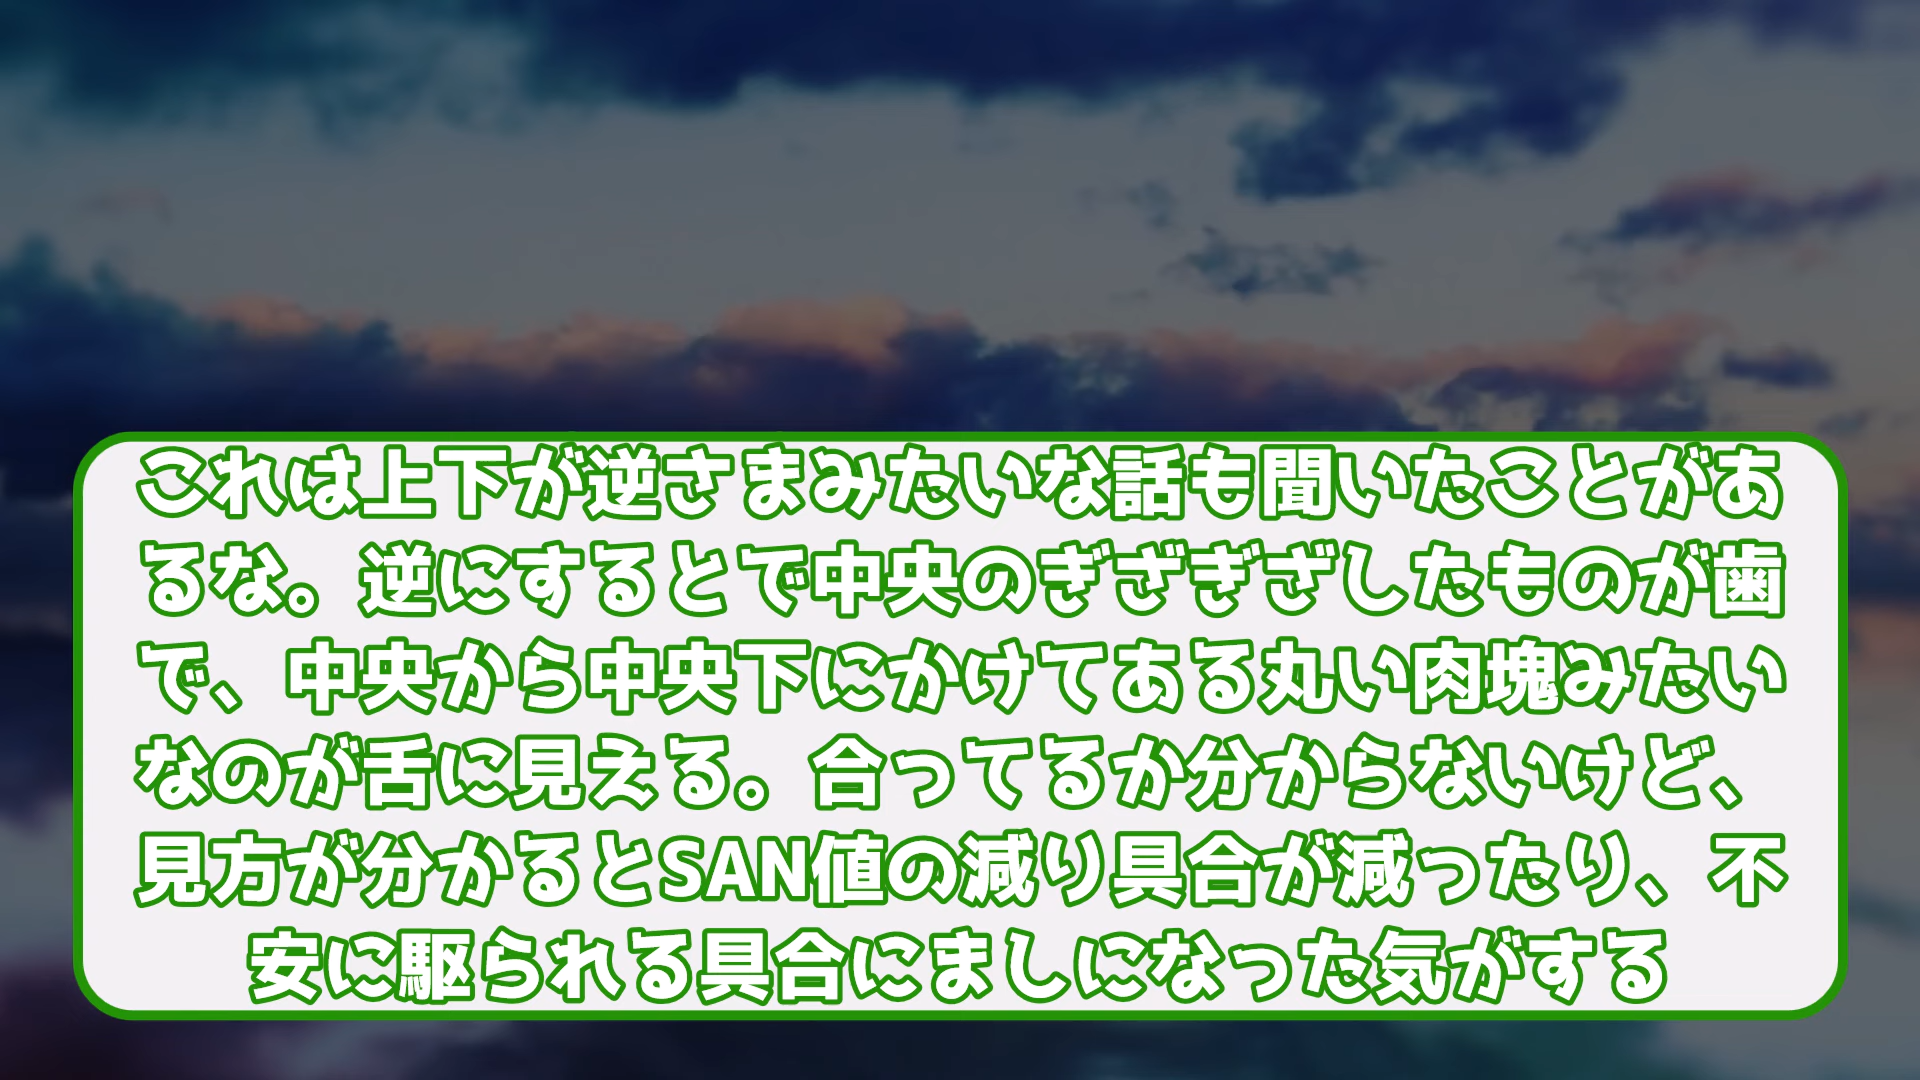 これは上下が逆さまみたいな話も聞いたことがあ
るな。逆にするとで中央のぎざぎざしたものが歯
で、中央から中央下にかけてある丸い肉塊みたい
なのが舌に見える。合ってるか分からないけど、
見方が分かるとSAN値の減り具合が減ったり、不
安に駆られる具合にましになった気がする